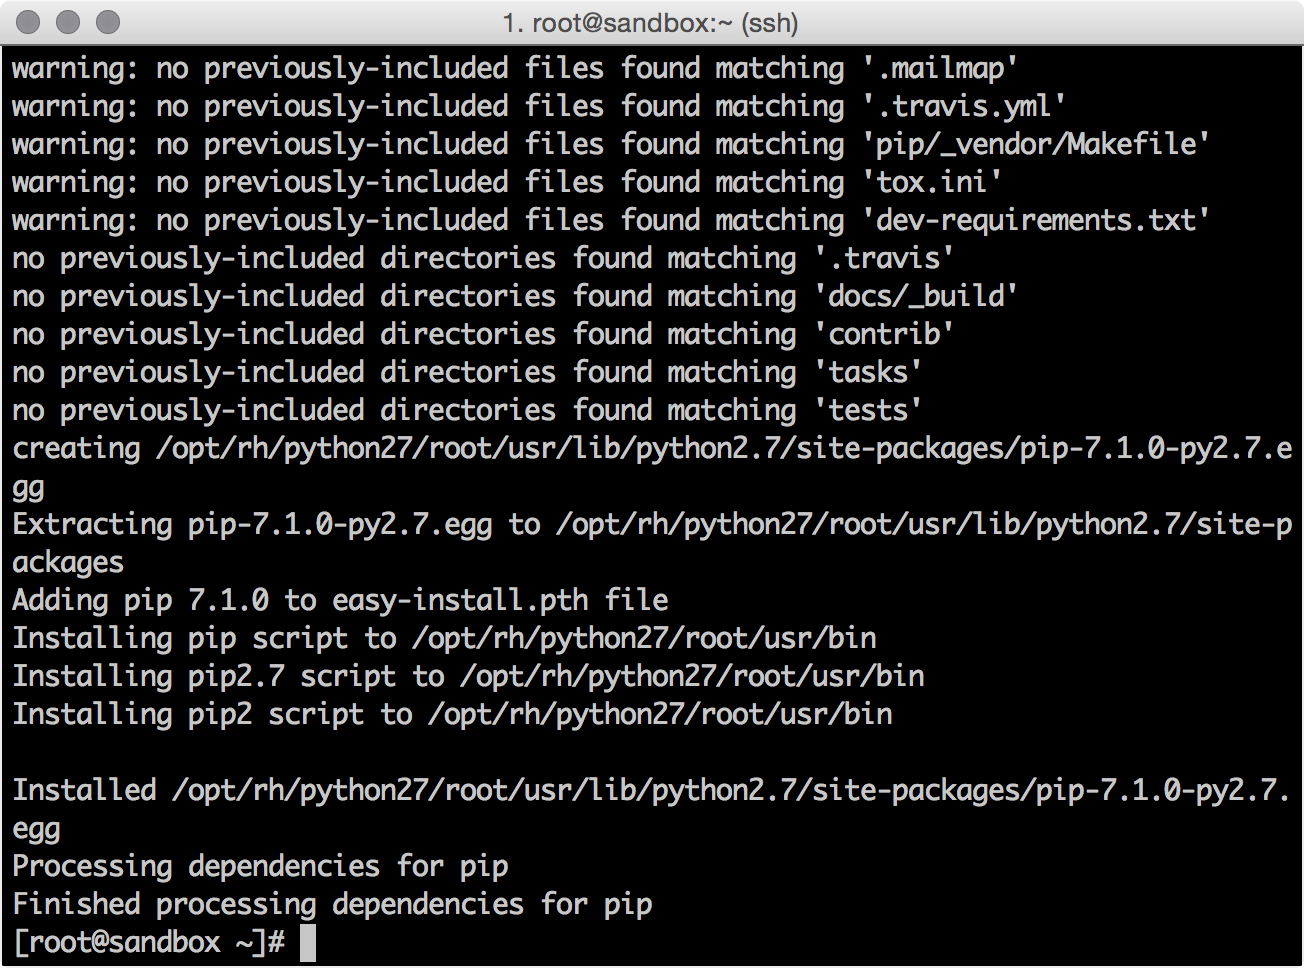 1. root@sandbox:~ (ssh)
warning: no previously-included files found matching '.mailmap'
warning: no previously-included files found matching '.travis.yml'
warning: no previously-included files found matching 'pip/_vendor/Makefile'
warning: no previously-included files found matching 'tox.ini'
warning: no previously-included files found matching 'dev-requirements.txt'
no previously-included directories found matching '.travis'
no previously-included directories found matching 'docs/_build'
no previously-included directories found matching 'contrib'
no previously-included directories found matching 'tasks'
no previously-included directories found matching 'tests'
creating /opt/rh/python27/root/usr/lib/python2.7/site-packages/pip-7.1.0-py2.7.e
gg
Extracting pip-7.1.0-py2.7.egg to /opt/rh/python27/root/usr/lib/python2.7/site-p
ackages
Adding pip 7.1.0 to easy-install.pth file
Installing pip script to /opt/rh/python27/root/usr/bin
Installing pip2.7 script to /opt/rh/python27/root/usr/bin
Installing pip2 script to /opt/rh/python27/root/usr/bin
Installed /opt/rh/python27/root/usr/lib/python2.7/site-packages/pip-7.1.0-py2.7.
egg
Processing dependencies for pip
Finished processing dependencies for pip
[root@sandbox ~]#